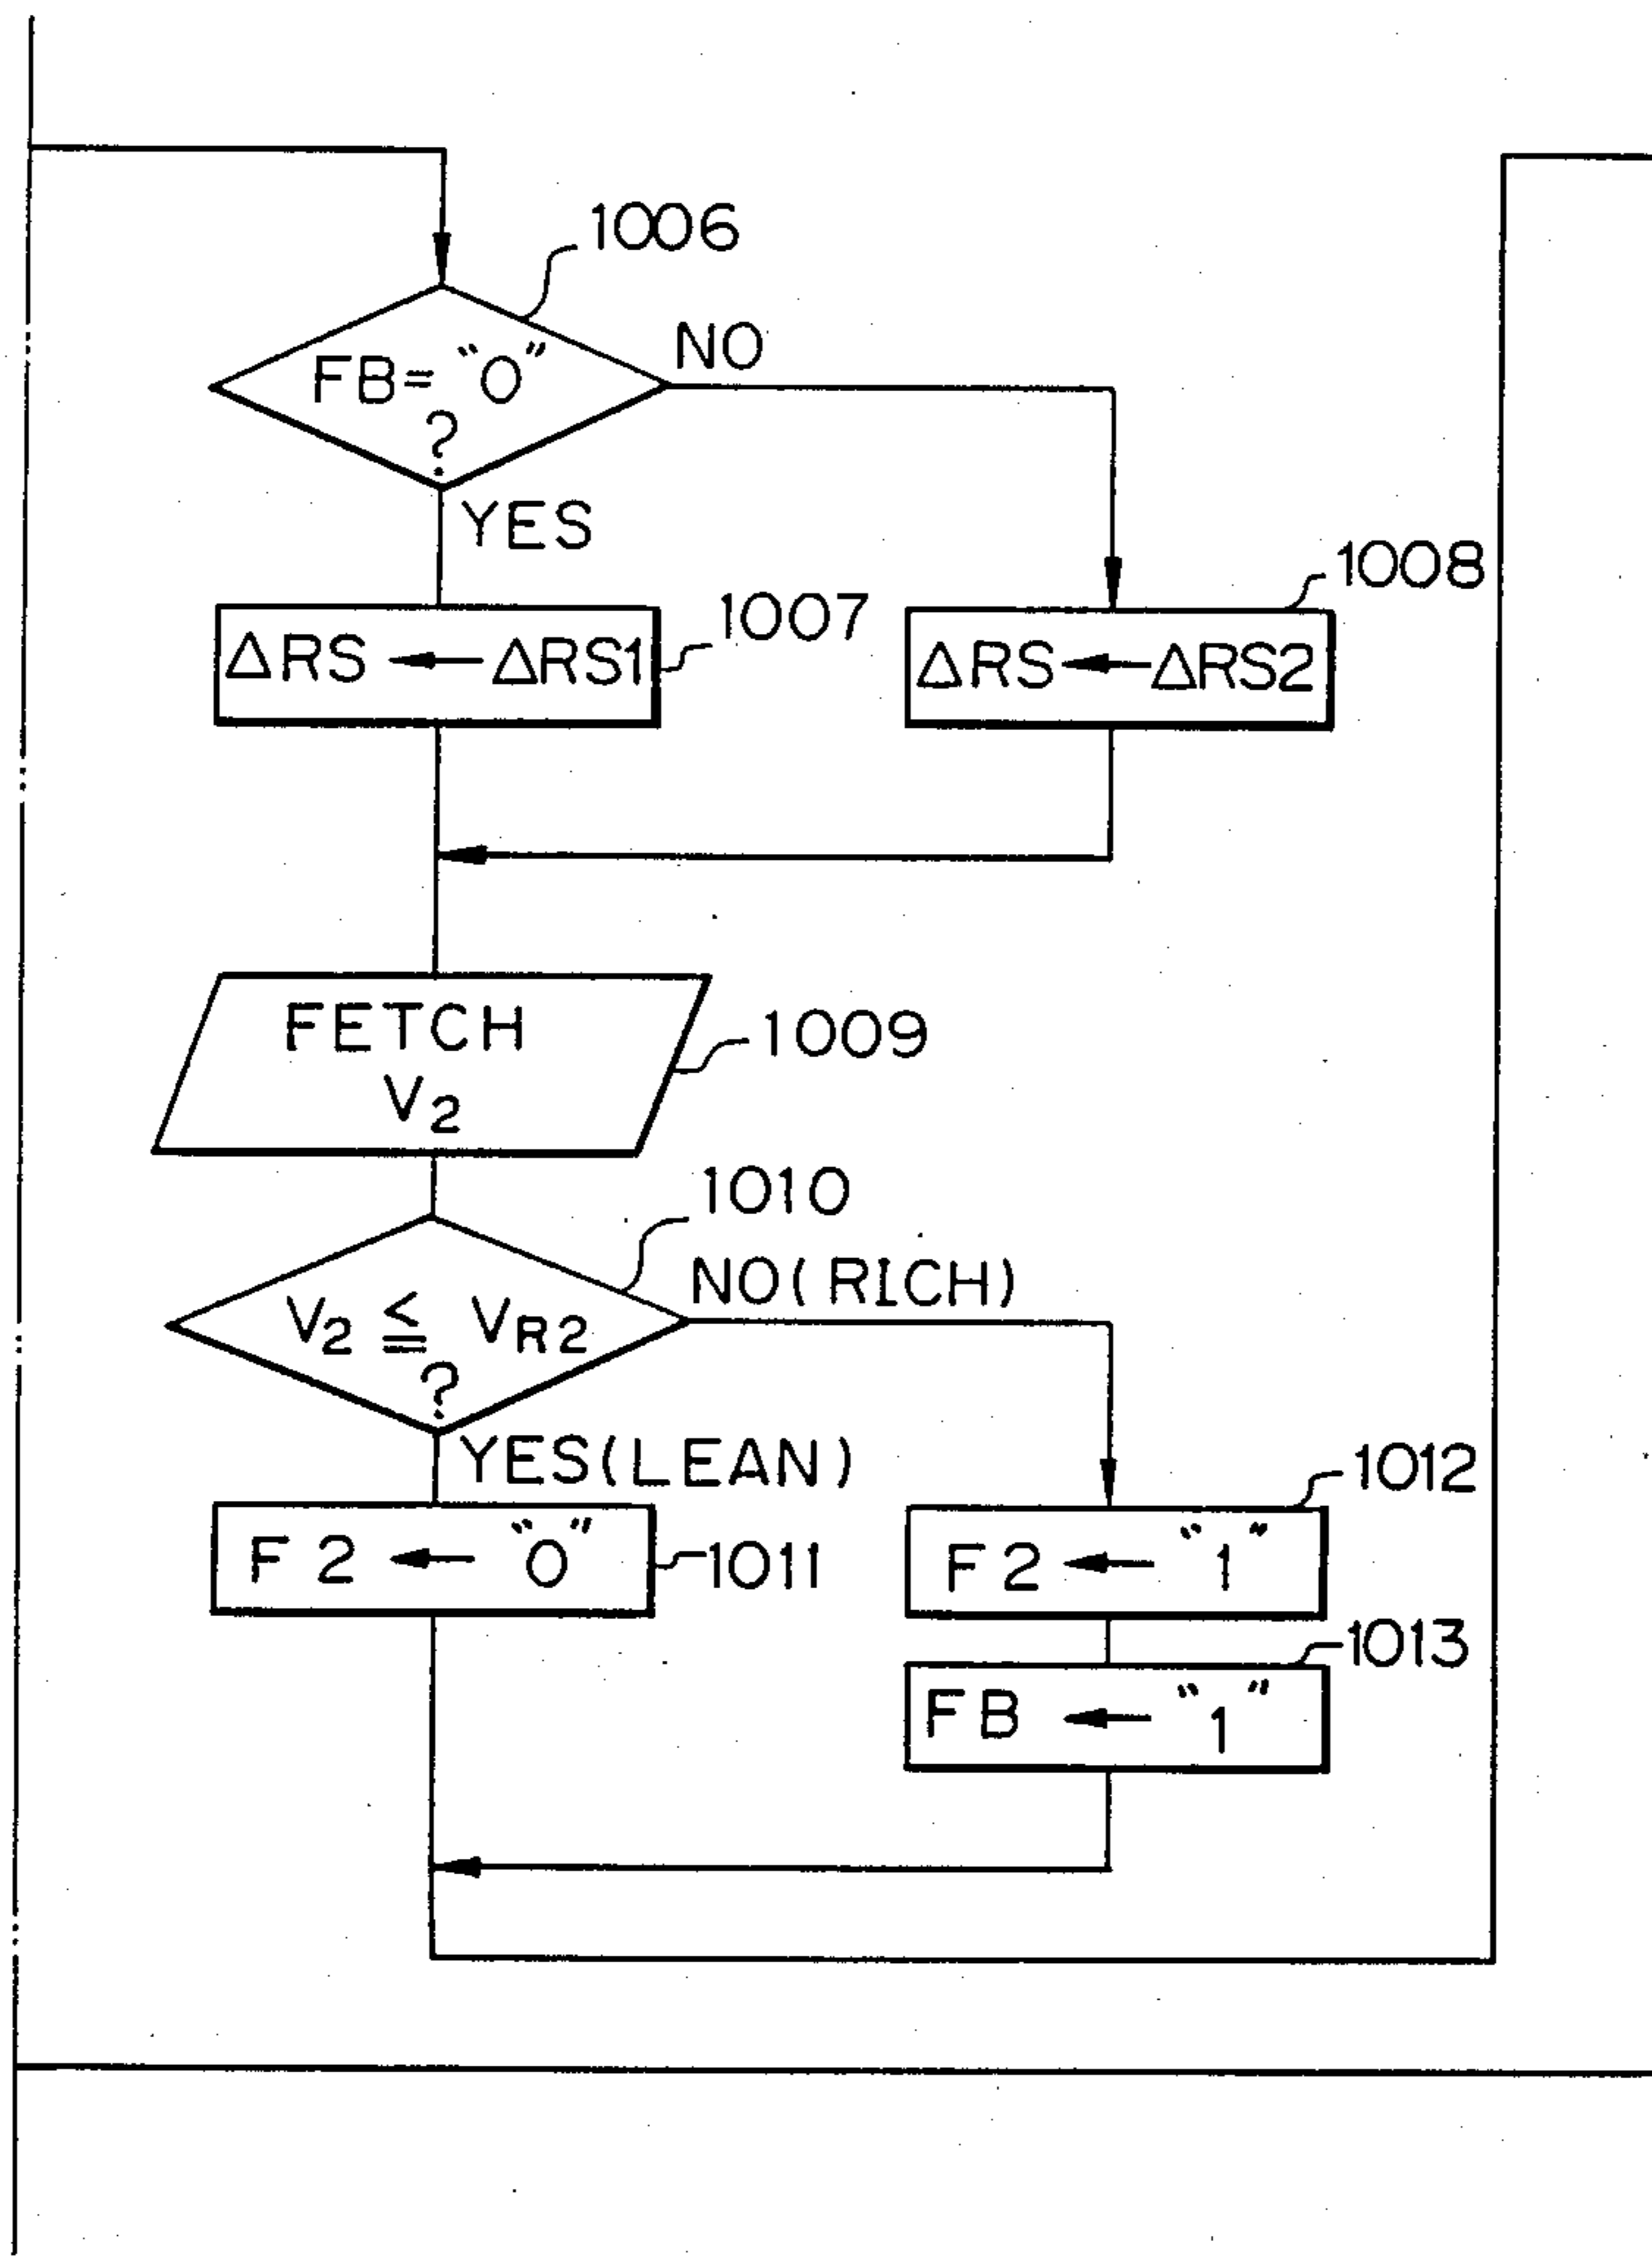 1006
FB= “0”
?
NO
YES
1008
1007
ΔRS ← ΔRS1
ΔRS ← ΔRS2
FETCH
V₂
1009
1010
NO(RICH)
V₂ ≦ VR2
?
YES(LEAN)
1012
F2 ← “0”
1011
F2 ← “1”
1013
FB ← “1”